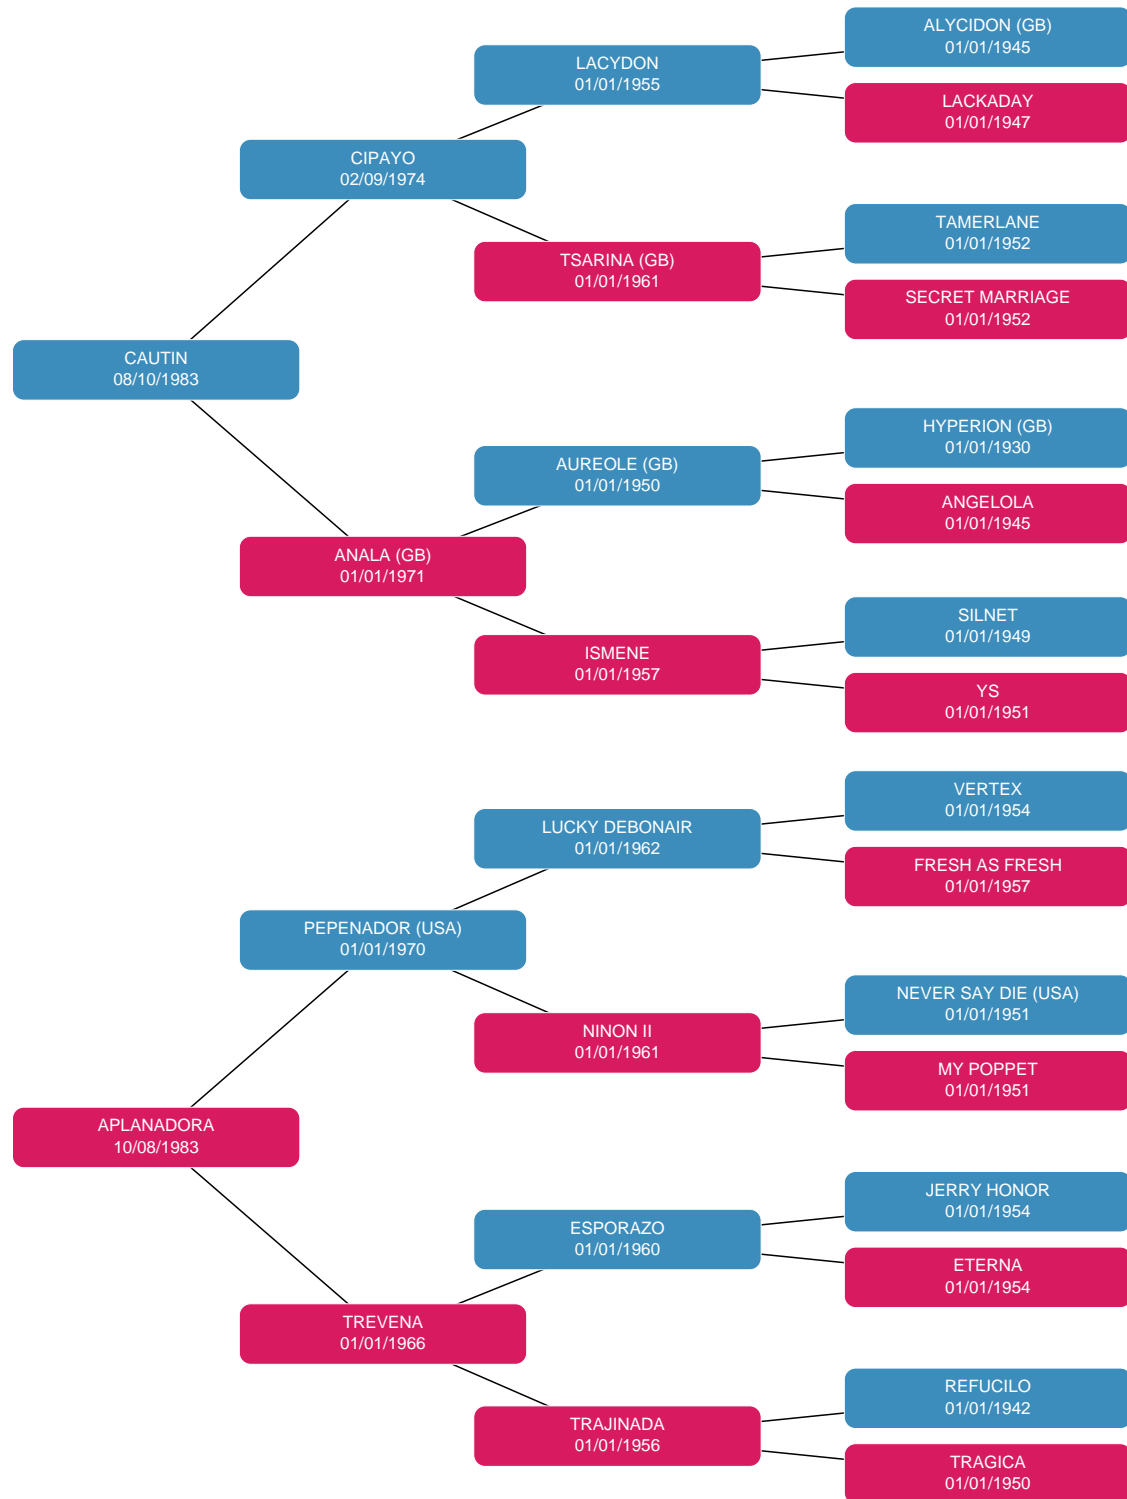 ALYCIDON (GB)
01/01/1945
LACYDON
01/01/1955
LACKADAY
01/01/1947
CIPAYO
02/09/1974
TAMERLANE
01/01/1952
TSARINA (GB)
01/01/1961
SECRET MARRIAGE
01/01/1952
CAUTIN
08/10/1983
HYPERION (GB)
01/01/1930
AUREOLE (GB)
01/01/1950
ANGELOLA
01/01/1945
ANALA (GB)
01/01/1971
SILNET
01/01/1949
ISMENE
01/01/1957
YS
01/01/1951
VERTEX
01/01/1954
LUCKY DEBONAIR
01/01/1962
FRESH AS FRESH
01/01/1957
PEPENADOR (USA)
01/01/1970
NEVER SAY DIE (USA)
01/01/1951
NINON II
01/01/1961
MY POPPET
01/01/1951
APLANADORA
10/08/1983
JERRY HONOR
01/01/1954
ESPORAZO
01/01/1960
ETERNA
01/01/1954
TREVENA
01/01/1966
REFUCILO
01/01/1942
TRAJINADA
01/01/1956
TRAGICA
01/01/1950